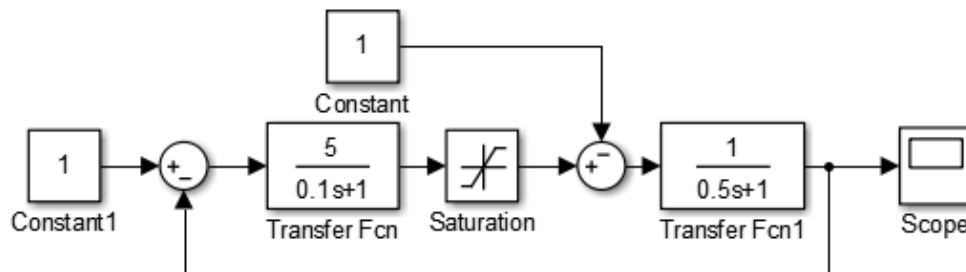 1
Constant
1
Constant1
+
−
5
0.1s+1
Transfer Fcn
Saturation
+
−
1
0.5s+1
Transfer Fcn1
Scope